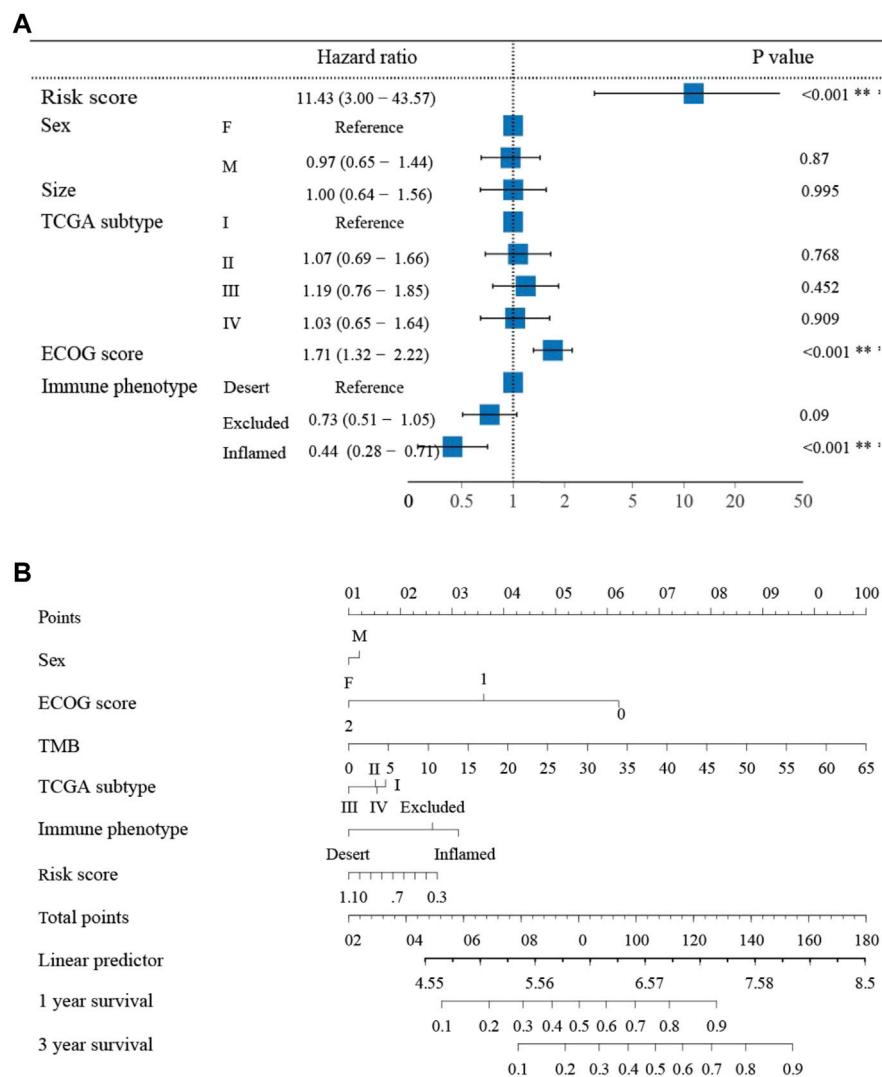 A
Hazard ratio P value
Risk score 11.43 (3.00 – 43.57) <0.001 **
Sex F Reference
M 0.97 (0.65 – 1.44) 0.87
Size 1.00 (0.64 – 1.56) 0.995
TCGA subtype I Reference
II 1.07 (0.69 – 1.66) 0.768
III 1.19 (0.76 – 1.85) 0.452
IV 1.03 (0.65 – 1.64) 0.909
ECOG score 1.71 (1.32 – 2.22) <0.001 **
Immune phenotype Desert Reference
Excluded 0.73 (0.51 – 1.05) 0.09
Inflamed 0.44 (0.28 – 0.71) <0.001 **
0 0.5 1 2 5 10 20 50
B
01 02 03 04 05 06 07 08 09 0 100
Points
M
Sex
F 1
ECOG score
0
2
TMB
0 5 10 15 20 25 30 35 40 45 50 55 60 65
II
TCGA subtype I
III IV Excluded
Immune phenotype
Desert Inflamed
Risk score
1.10 .7 0.3
Total points
02 04 06 08 0 100 120 140 160 180
Linear predictor
4.55 5.56 6.57 7.58 8.5
1 year survival
0.1 0.2 0.3 0.4 0.5 0.6 0.7 0.8 0.9
3 year survival
0.1 0.2 0.3 0.4 0.5 0.6 0.7 0.8 0.9